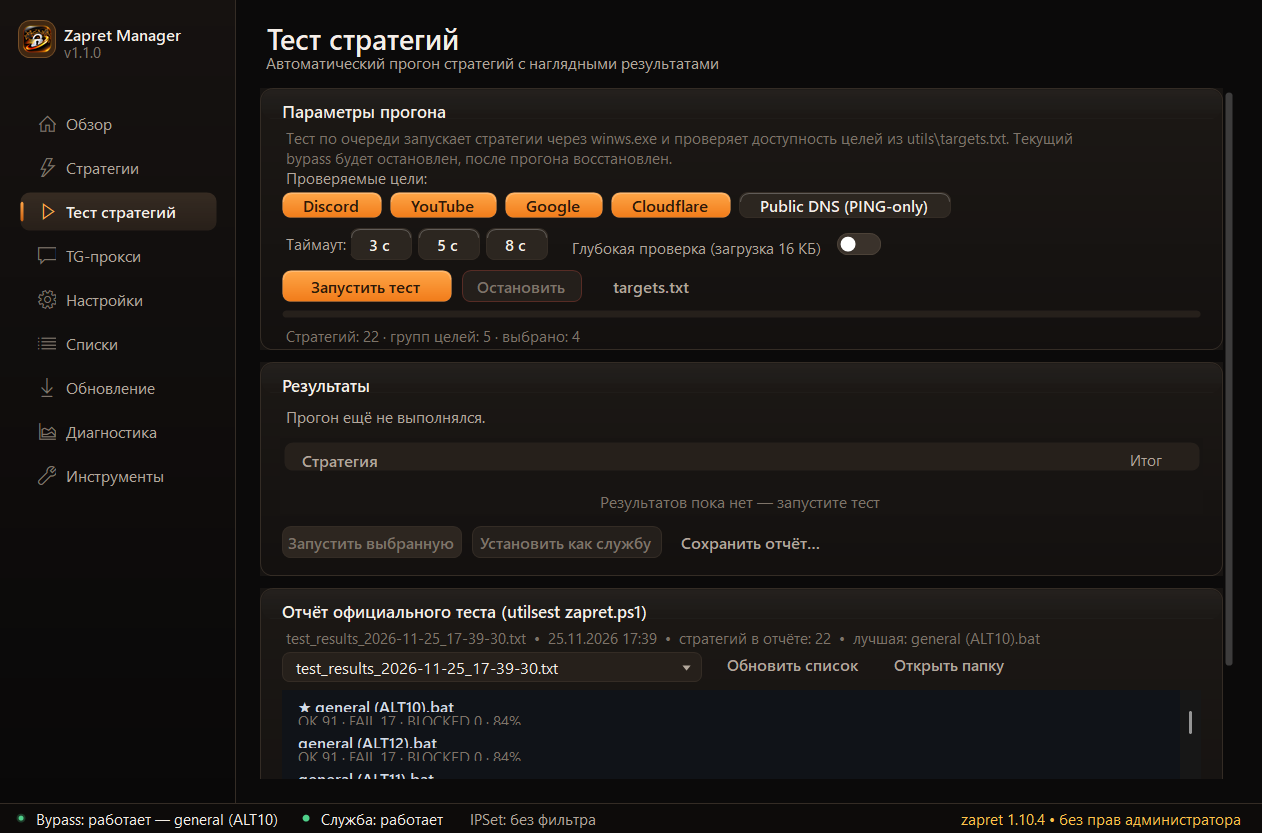 Zapret Manager
v1.1.0
Обзор
Стратегии
Тест стратегий
TG-прокси
Настройки
Списки
Обновление
Диагностика
Инструменты
Тест стратегий
Автоматический прогон стратегий с наглядными результатами
Параметры прогона
Тест по очереди запускает стратегии через winws.exe и проверяет доступность целей из utils\targets.txt. Текущий
bypass будет остановлен, после прогона восстановлен.
Проверяемые цели:
Discord YouTube Google Cloudflare Public DNS (PING-only)
Таймаут: 3 с 5 с 8 с Глубокая проверка (загрузка 16 КБ)
Запустить тест Остановить targets.txt
Стратегий: 22 · групп целей: 5 · выбрано: 4
Результаты
Прогон ещё не выполнялся.
Стратегия Итог
Результатов пока нет — запустите тест
Запустить выбранную Установить как службу Сохранить отчёт...
Отчёт официального теста (utilsest zapret.ps1)
test_results_2026-11-25_17-39-30.txt • 25.11.2026 17:39 • стратегий в отчёте: 22 • лучшая: general (ALT10).bat
test_results_2026-11-25_17-39-30.txt Обновить список Открыть папку
★ general (ALT10).bat
OK 91 · FAIL 17 · BLOCKED 0 · 84%
general (ALT12).bat
OK 91 · FAIL 17 · BLOCKED 0 · 84%
general (ALT11).bat
Bypass: работает — general (ALT10) Служба: работает IPSet: без фильтра zapret 1.10.4 • без прав администратора